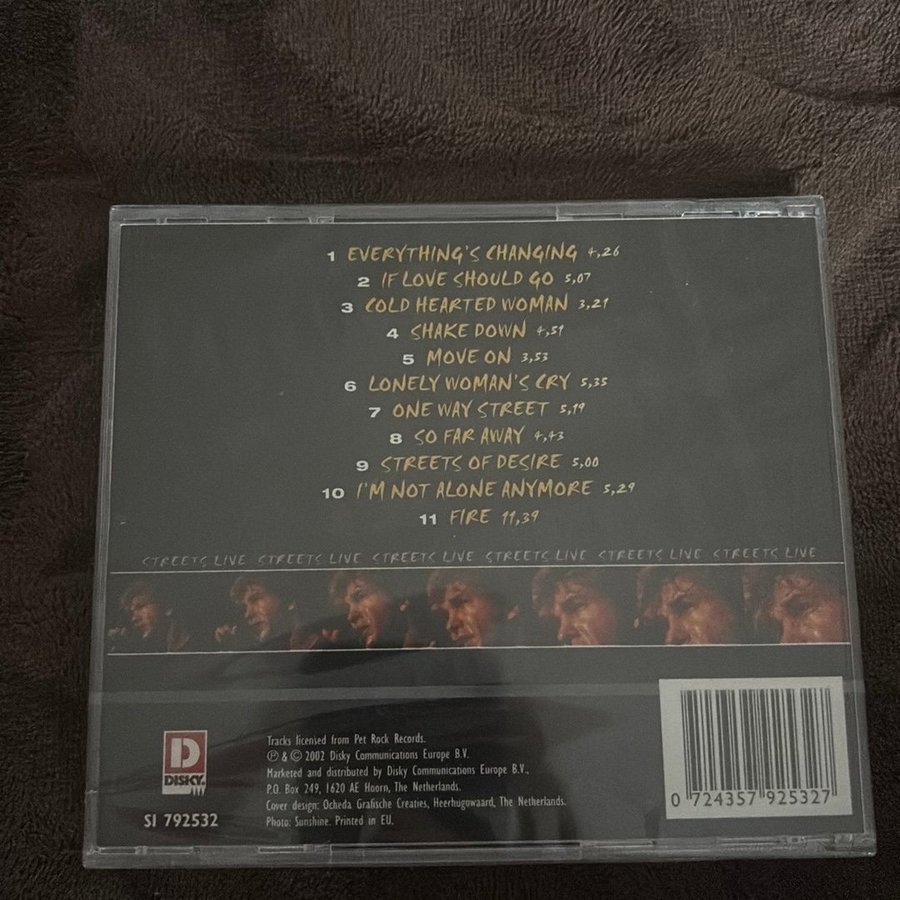 1 EVERYTHING'S CHANGING 4,26
2 IF LOVE SHOULD GO 5,07
3 COLD HEARTED WOMAN 3,21
4 SHAKE DOWN 4,51
5 MOVE ON 3,53
6 LONELY WOMAN'S CRY 5,35
7 ONE WAY STREET 5,19
8 SO FAR AWAY 4,43
9 STREETS OF DESIRE 5,00
10 I'M NOT ALONE ANYMORE 5,29
11 FIRE 11,39
STREETS LIVE STREETS LIVE STREETS LIVE STREETS LIVE STREETS LIVE STREETS LIVE
D
DISKY
SI 792532
Tracks licensed from Pet Rock Records.
℗ & © 2002 Disky Communications Europe B.V.
Marketed and distributed by Disky Communications Europe B.V.,
P.O. Box 249, 1620 AE Hoorn, The Netherlands.
Cover design: Ocheda Grafische Creaties, Heerhugowaard, The Netherlands.
Photo: Sunshine. Printed in EU.
0 724357 925327